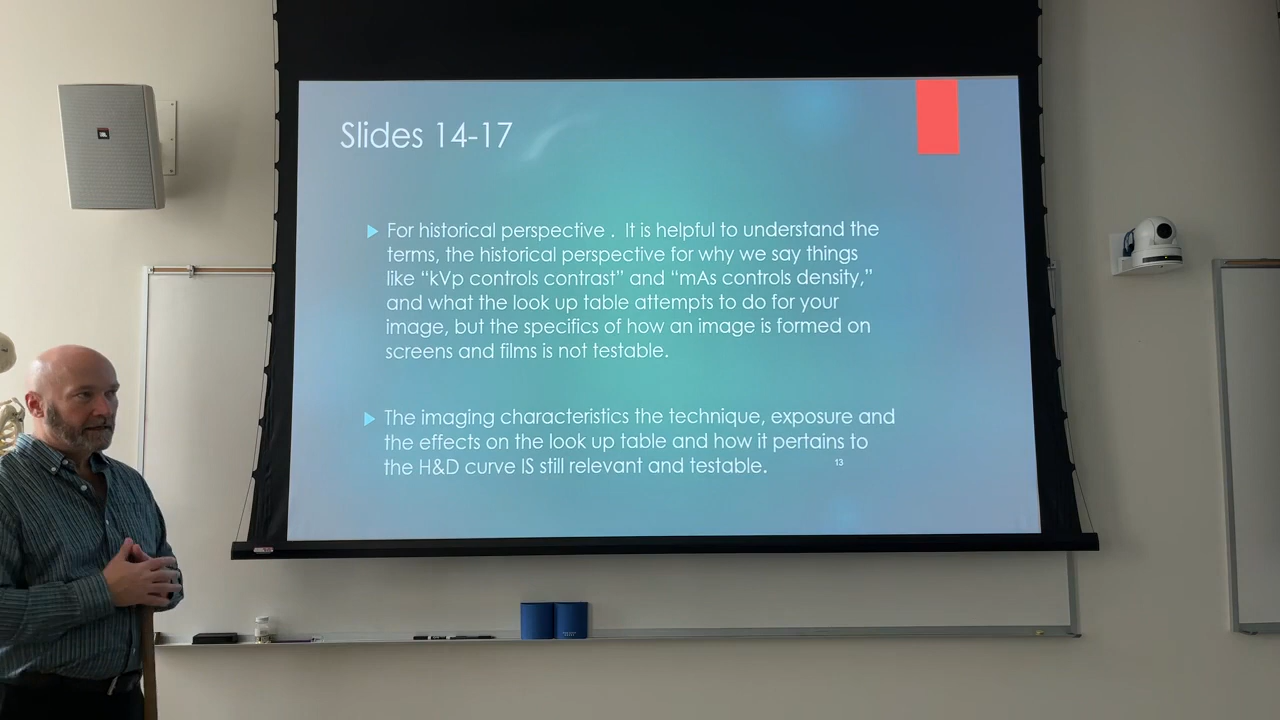 Slides 14-17
For historical perspective . It is helpful to understand the
terms, the historical perspective for why we say things
like “kVp controls contrast” and “mAs controls density,”
and what the look up table attempts to do for your
image, but the specifics of how an image is formed on
screens and films is not testable.
The imaging characteristics the technique, exposure and
the effects on the look up table and how it pertains to
the H&D curve IS still relevant and testable.
13
JBL